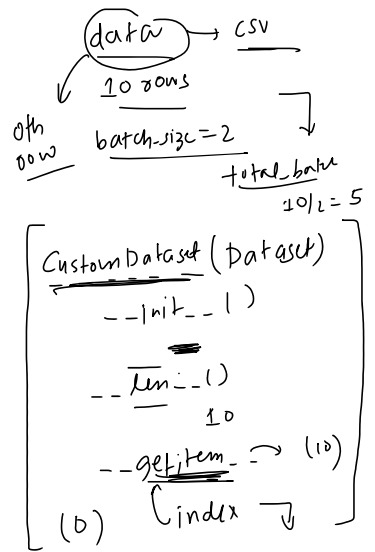 data → CSV
10 rows
0th
row
batch_size = 2
total_batch
10/2 = 5
CustomDataset (Dataset)
__init__ ()
__len__ ()
10
__getitem__ → (10)
(0) index